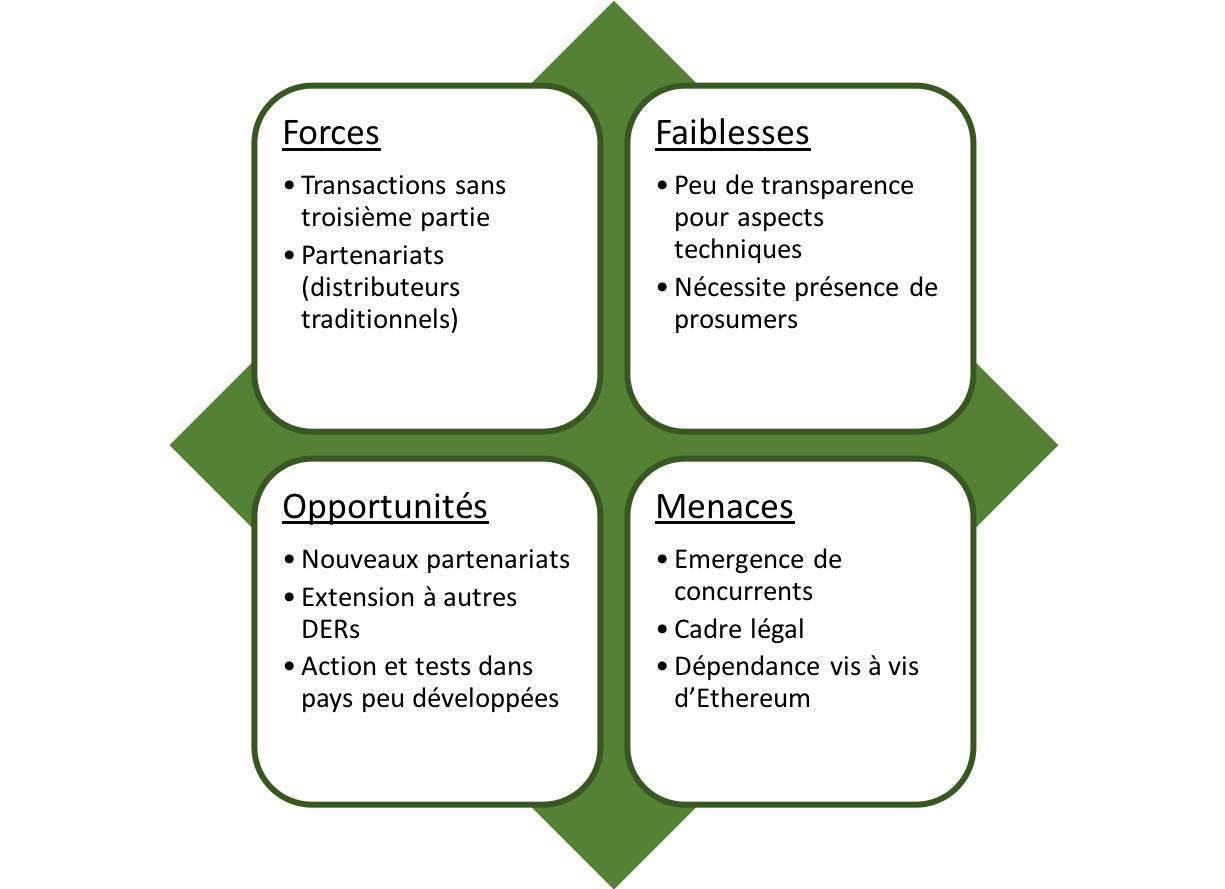 Forces
• Transactions sans
troisième partie
• Partenariats
(distributeurs
traditionnels)
Faiblesses
• Peu de transparence
pour aspects
techniques
• Nécessite présence de
prosumers
Opportunités
• Nouveaux partenariats
• Extension à autres
DERs
• Action et tests dans
pays peu développées
Menaces
• Emergence de
concurrents
• Cadre légal
• Dépendance vis à vis
d’Ethereum